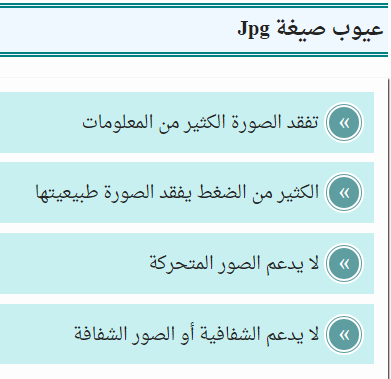 عيوب صيغة Jpg
» تفقد الصورة الكثير من المعلومات
» الكثير من الضغط يفقد الصورة طبيعيتها
» لا يدعم الصور المتحركة
» لا يدعم الشفافية أو الصور الشفافة